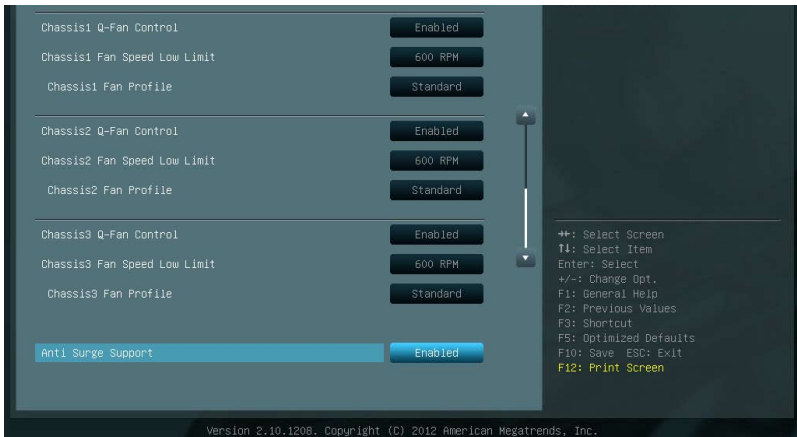 Chassis1 Q-Fan Control Enabled
Chassis1 Fan Speed Low Limit 600 RPM
Chassis1 Fan Profile Standard
Chassis2 Q-Fan Control Enabled
Chassis2 Fan Speed Low Limit 600 RPM
Chassis2 Fan Profile Standard
Chassis3 Q-Fan Control Enabled
Chassis3 Fan Speed Low Limit 600 RPM
Chassis3 Fan Profile Standard
Anti Surge Support Enabled
→←: Select Screen
↑↓: Select Item
Enter: Select
+/-: Change Opt.
F1: General Help
F2: Previous Values
F3: Shortcut
F5: Optimized Defaults
F10: Save ESC: Exit
F12: Print Screen
Version 2.10.1208. Copyright (C) 2012 American Megatrends, Inc.